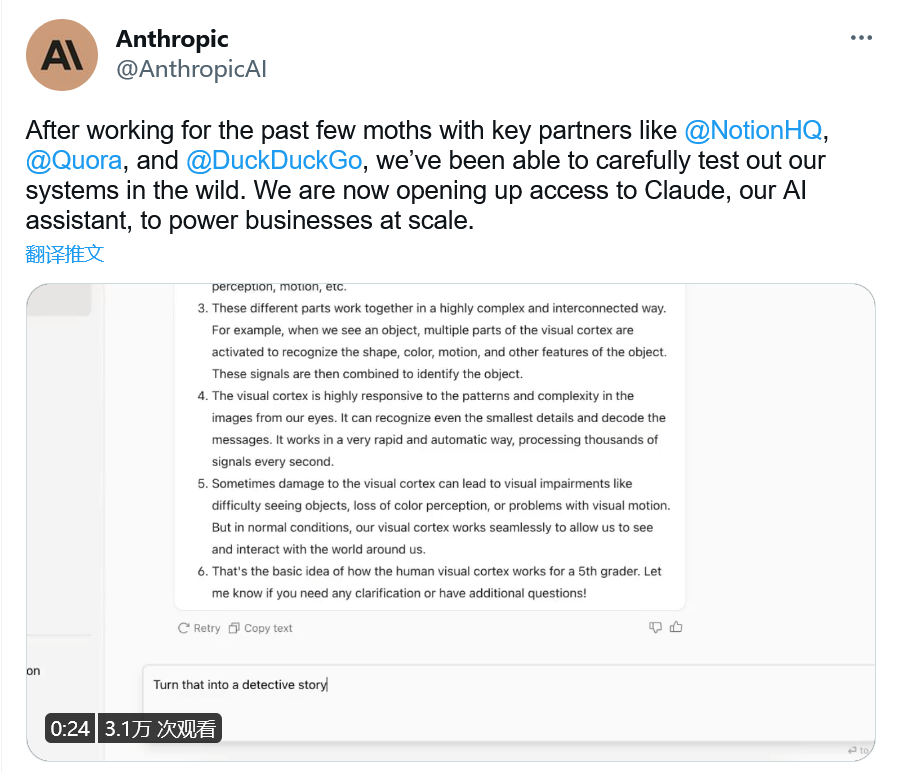 Anthropic
@AnthropicAI
After working for the past few moths with key partners like @NotionHQ,
@Quora, and @DuckDuckGo, we’ve been able to carefully test out our
systems in the wild. We are now opening up access to Claude, our AI
assistant, to power businesses at scale.
翻译推文
perception, motion, etc.
3. These different parts work together in a highly complex and interconnected way.
For example, when we see an object, multiple parts of the visual cortex are
activated to recognize the shape, color, motion, and other features of the object.
These signals are then combined to identify the object.
4. The visual cortex is highly responsive to the patterns and complexity in the
images from our eyes. It can recognize even the smallest details and decode the
messages. It works in a very rapid and automatic way, processing thousands of
signals every second.
5. Sometimes damage to the visual cortex can lead to visual impairments like
difficulty seeing objects, loss of color perception, or problems with visual motion.
But in normal conditions, our visual cortex works seamlessly to allow us to see
and interact with the world around us.
6. That's the basic idea of how the human visual cortex works for a 5th grader. Let
me know if you need any clarification or have additional questions!
Retry Copy text
on
Turn that into a detective story
0:24 3.1万 次观看
to